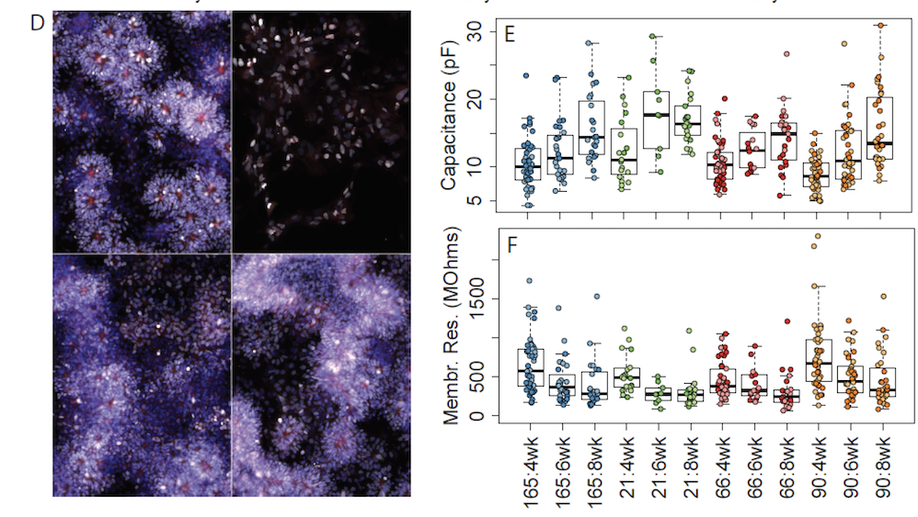 D
E
Capacitance (pF)
30
20
10
5
F
Membr. Res. (MOhms)
1500
500
0
165:4wk
165:6wk
165:8wk
21:4wk
21:6wk
21:8wk
66:4wk
66:6wk
66:8wk
90:4wk
90:6wk
90:8wk